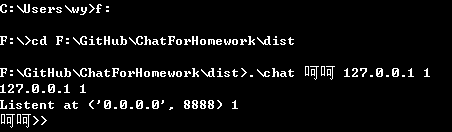 C:\Users\wy>f:
F:\>cd F:\GitHub\ChatForHomework\dist
F:\GitHub\ChatForHomework\dist>.\chat 呵呵 127.0.0.1 1
127.0.0.1 1
Listent at ('0.0.0.0', 8888) 1
呵呵>>